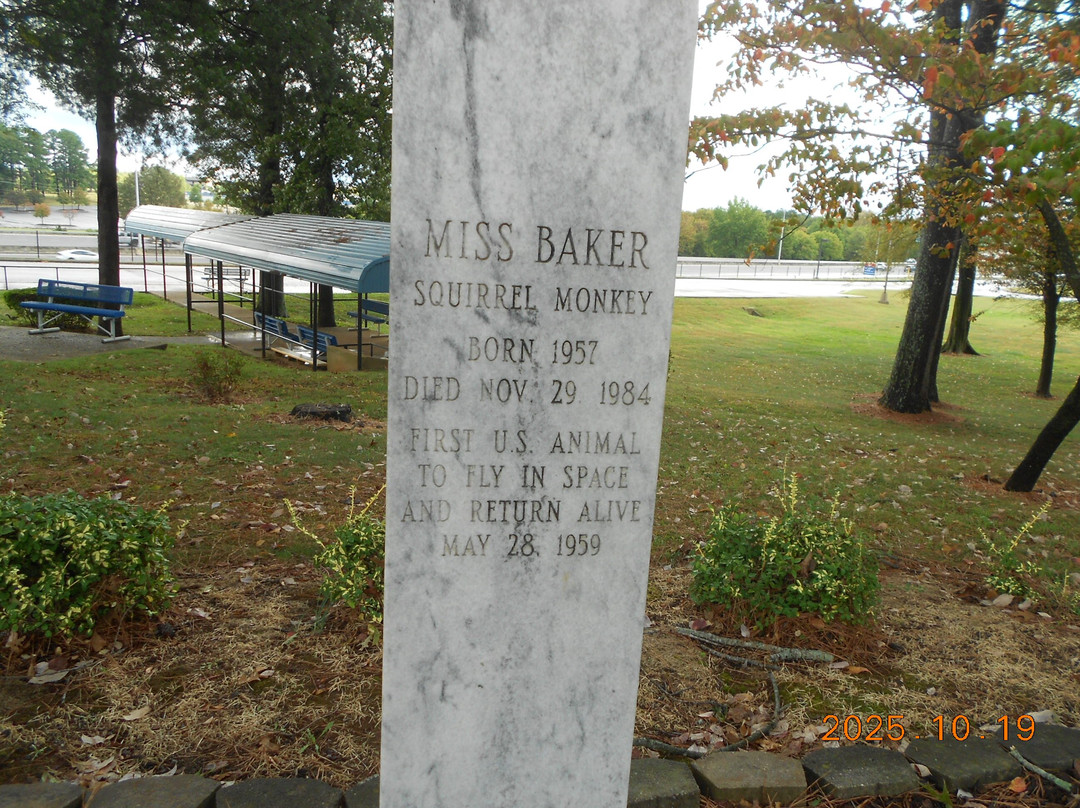 MISS BAKER
SQUIRREL MONKEY
BORN 1957
DIED NOV. 29. 1984
FIRST U.S. ANIMAL
TO FLY IN SPACE
AND RETURN ALIVE
MAY 28, 1959
2025.10.19